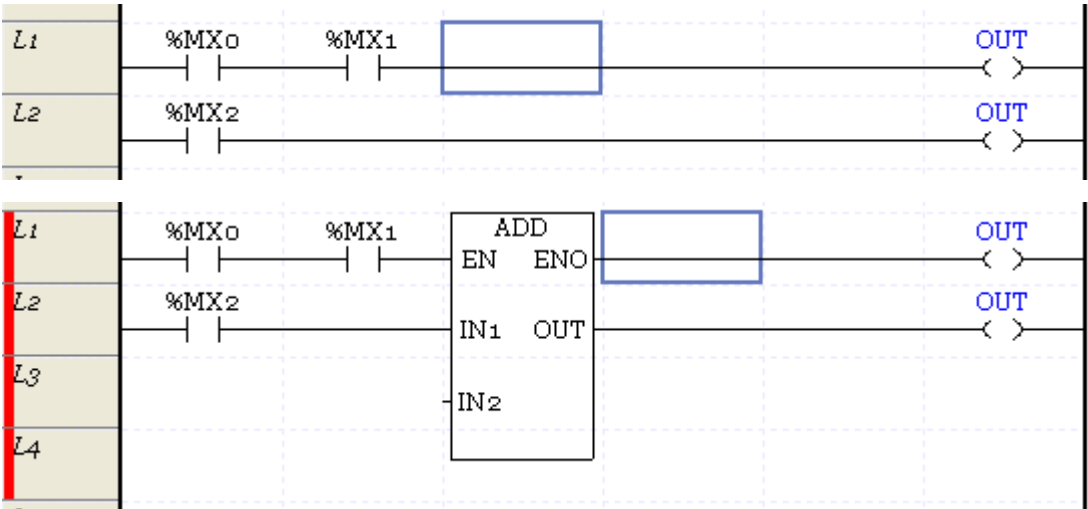 L1 %MX0 %MX1 OUT
L2 %MX2 OUT
L1 %MX0 %MX1 ADD OUT
EN ENO
L2 %MX2 OUT
IN1 OUT
L3
IN2
L4